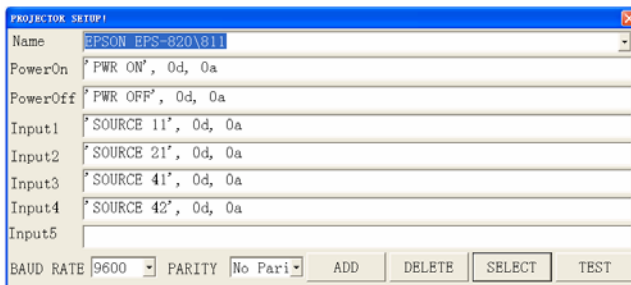 PROJECTOR SETUP!
Name EPSON EPS-820\811
PowerOn 'PWR ON', 0d, 0a
PowerOff 'PWR OFF', 0d, 0a
Input1 'SOURCE 11', 0d, 0a
Input2 'SOURCE 21', 0d, 0a
Input3 'SOURCE 41', 0d, 0a
Input4 'SOURCE 42', 0d, 0a
Input5
BAUD RATE 9600 PARITY No Pari ADD DELETE SELECT TEST